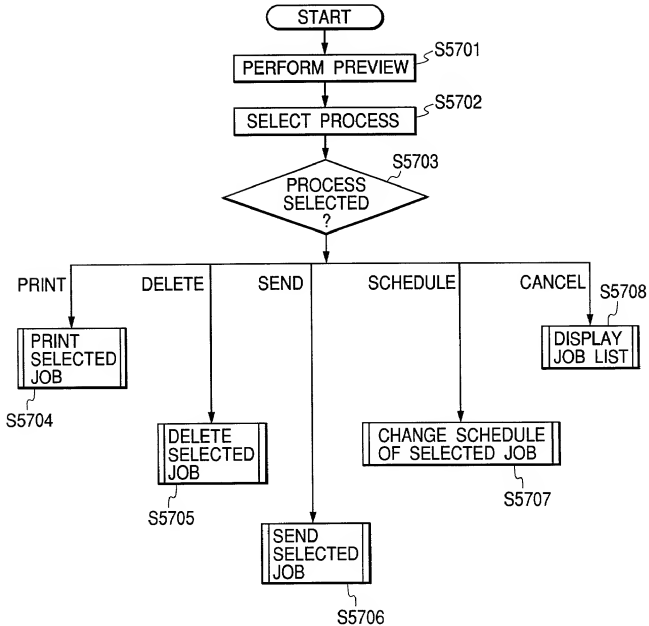 START
S5701
PERFORM PREVIEW
S5702
SELECT PROCESS
S5703
PROCESS
SELECTED
?
PRINT
DELETE
SEND
SCHEDULE
CANCEL
S5708
PRINT
SELECTED
JOB
S5704
DISPLAY
JOB LIST
DELETE
SELECTED
JOB
S5705
CHANGE SCHEDULE
OF SELECTED JOB
S5707
SEND
SELECTED
JOB
S5706